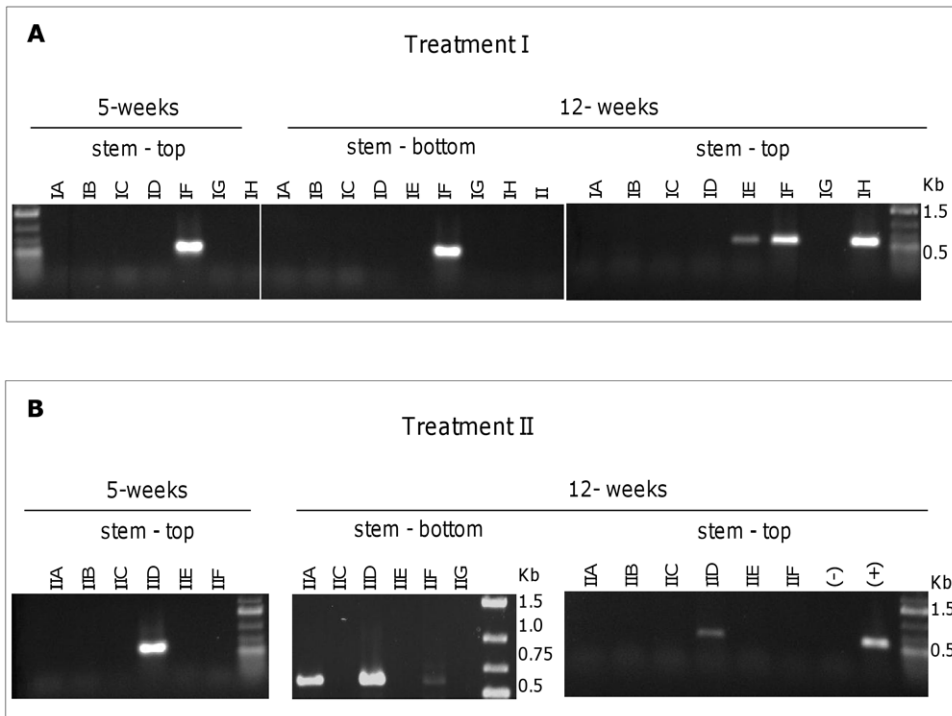 A
Treatment I
5-weeks
12- weeks
stem - top
stem - bottom
stem - top
IA IB IC ID IF IG IH
IA IB IC ID IE IF IG IH II
IA IB IC ID IE IF IG IH
Kb
1.5
0.5
B
Treatment II
5-weeks
12- weeks
stem - top
stem - bottom
stem - top
IIA IIB IIC IID IIE IIF
IIA IIC IID IIE IIF IIG
Kb
1.5
1.0
0.75
0.5
IIA IIB IIC IID IIE IIF (-) (+)
Kb
1.5
0.5